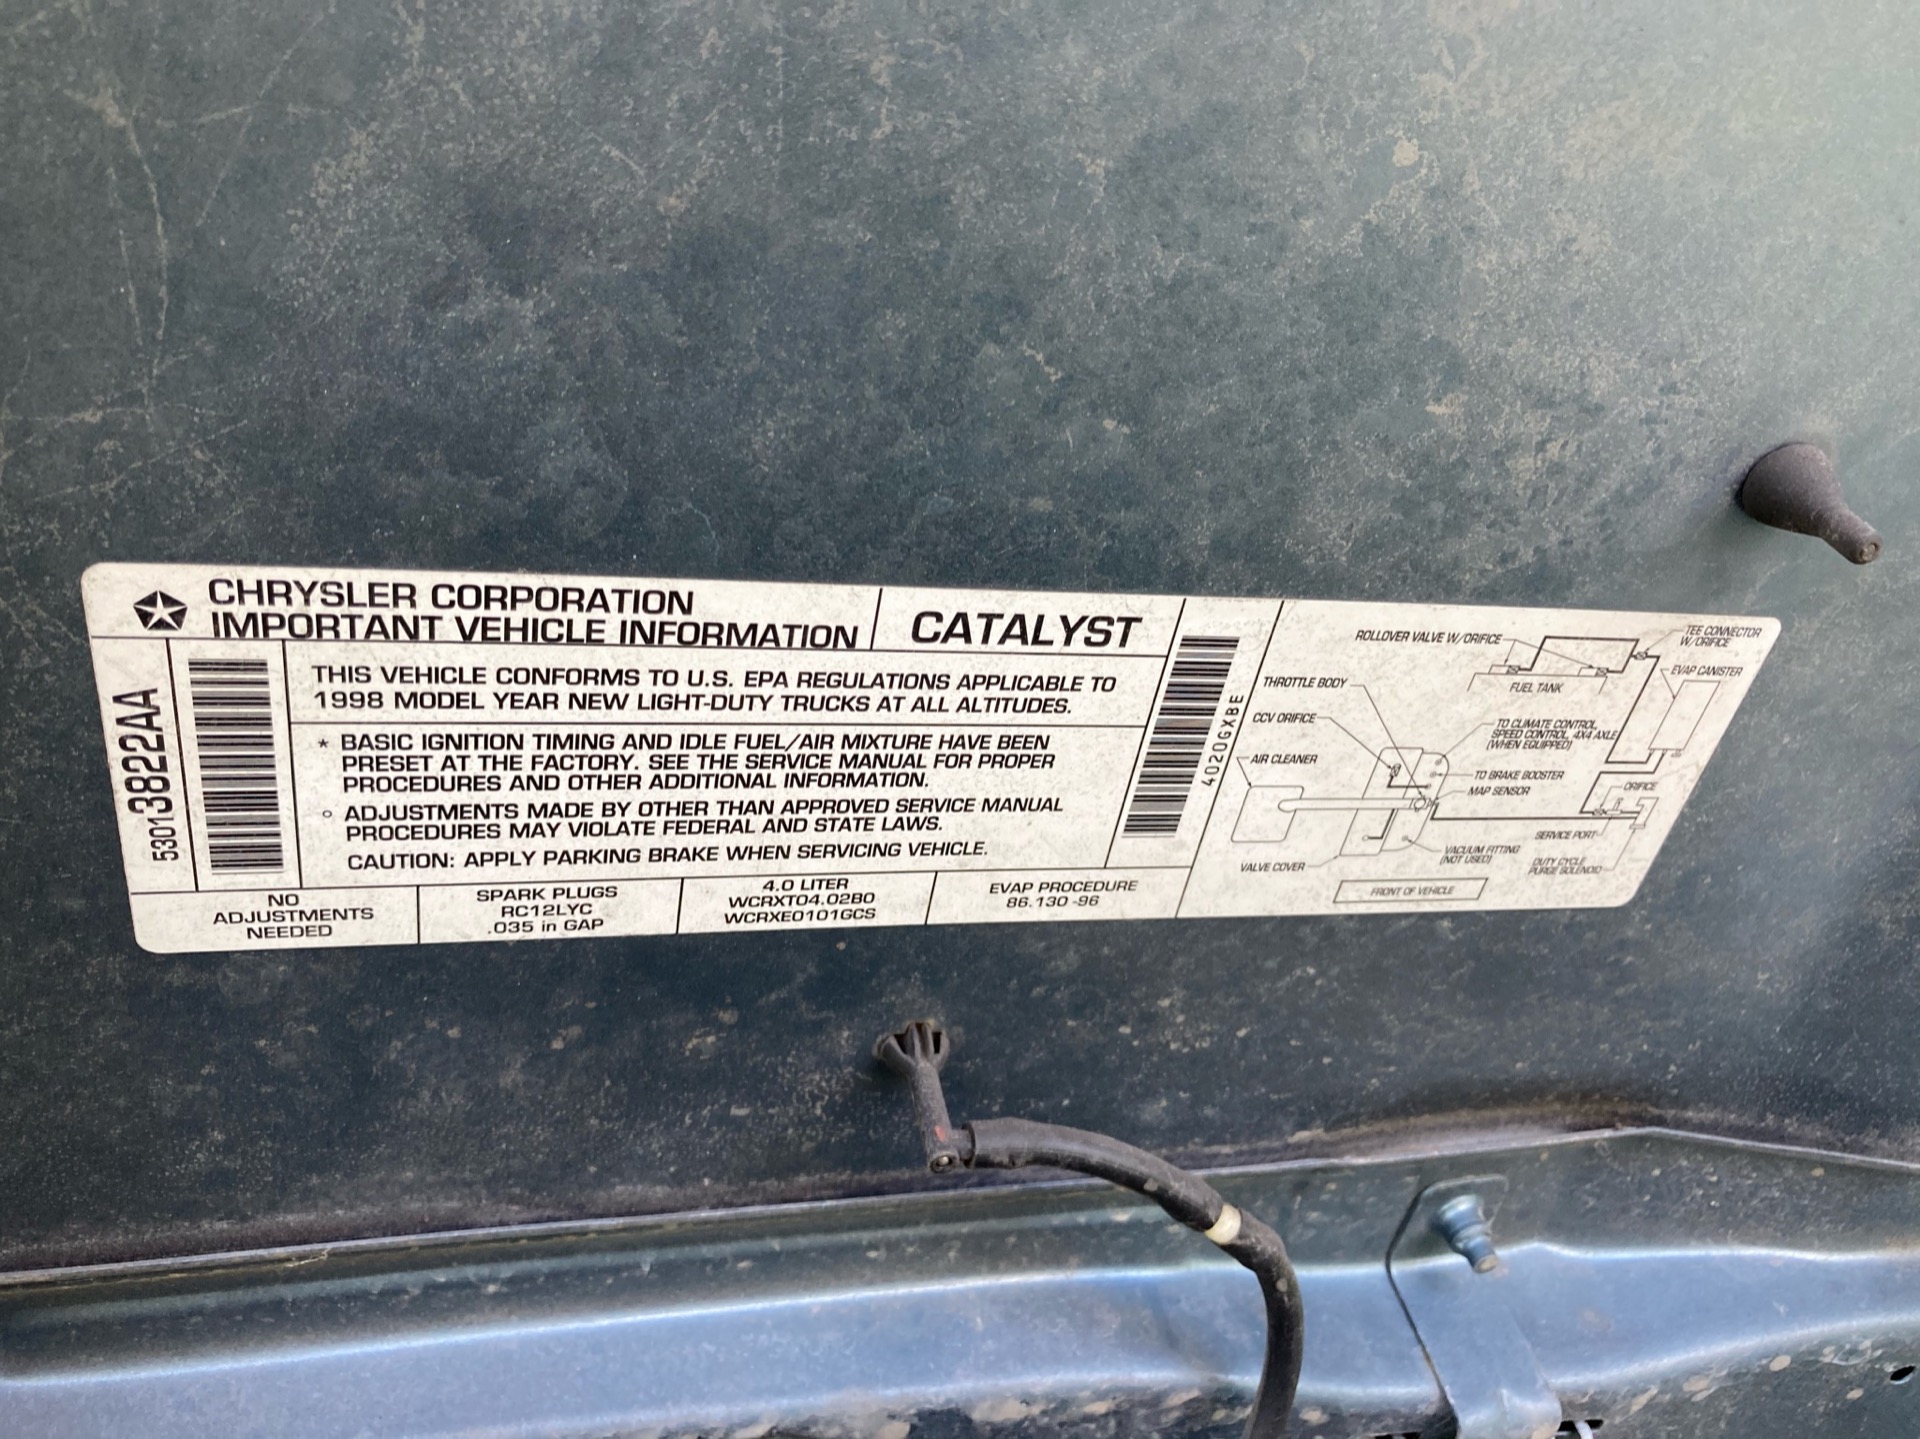 CHRYSLER CORPORATION
IMPORTANT VEHICLE INFORMATION
CATALYST
53013822AA
THIS VEHICLE CONFORMS TO U.S. EPA REGULATIONS APPLICABLE TO
1998 MODEL YEAR NEW LIGHT-DUTY TRUCKS AT ALL ALTITUDES.
* BASIC IGNITION TIMING AND IDLE FUEL/AIR MIXTURE HAVE BEEN
PRESET AT THE FACTORY. SEE THE SERVICE MANUAL FOR PROPER
PROCEDURES AND OTHER ADDITIONAL INFORMATION.
° ADJUSTMENTS MADE BY OTHER THAN APPROVED SERVICE MANUAL
PROCEDURES MAY VIOLATE FEDERAL AND STATE LAWS.
CAUTION: APPLY PARKING BRAKE WHEN SERVICING VEHICLE.
NO
ADJUSTMENTS
NEEDED
SPARK PLUGS
RC12LYC
.035 in GAP
4.0 LITER
WCRXT04.02B0
WCRXE0101GCS
EVAP PROCEDURE
86.130 -96
4020GXBE
ROLLOVER VALVE W/ORIFICE
TEE CONNECTOR
W/ORIFICE
FUEL TANK
EVAP CANISTER
THROTTLE BODY
CCV ORIFICE
AIR CLEANER
TO CLIMATE CONTROL,
SPEED CONTROL, 4X4 AXLE
(WHEN EQUIPPED)
TO BRAKE BOOSTER
MAP SENSOR
ORIFICE
SERVICE PORT
VACUUM FITTING
(NOT USED)
DUTY CYCLE
PURGE SOLENOID
VALVE COVER
FRONT OF VEHICLE